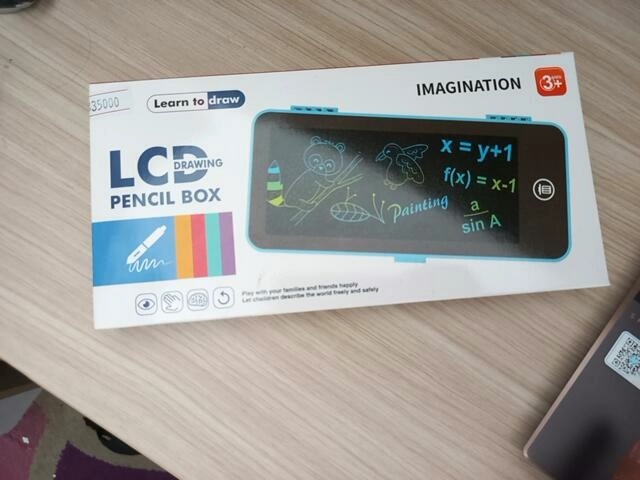 35000
Learn to draw
IMAGINATION
3+
LCD
DRAWING
PENCIL BOX
x = y+1
f(x) = x-1
a
sin A
Painting
Play with your families and friends happly
Let children describe the world freely and safely